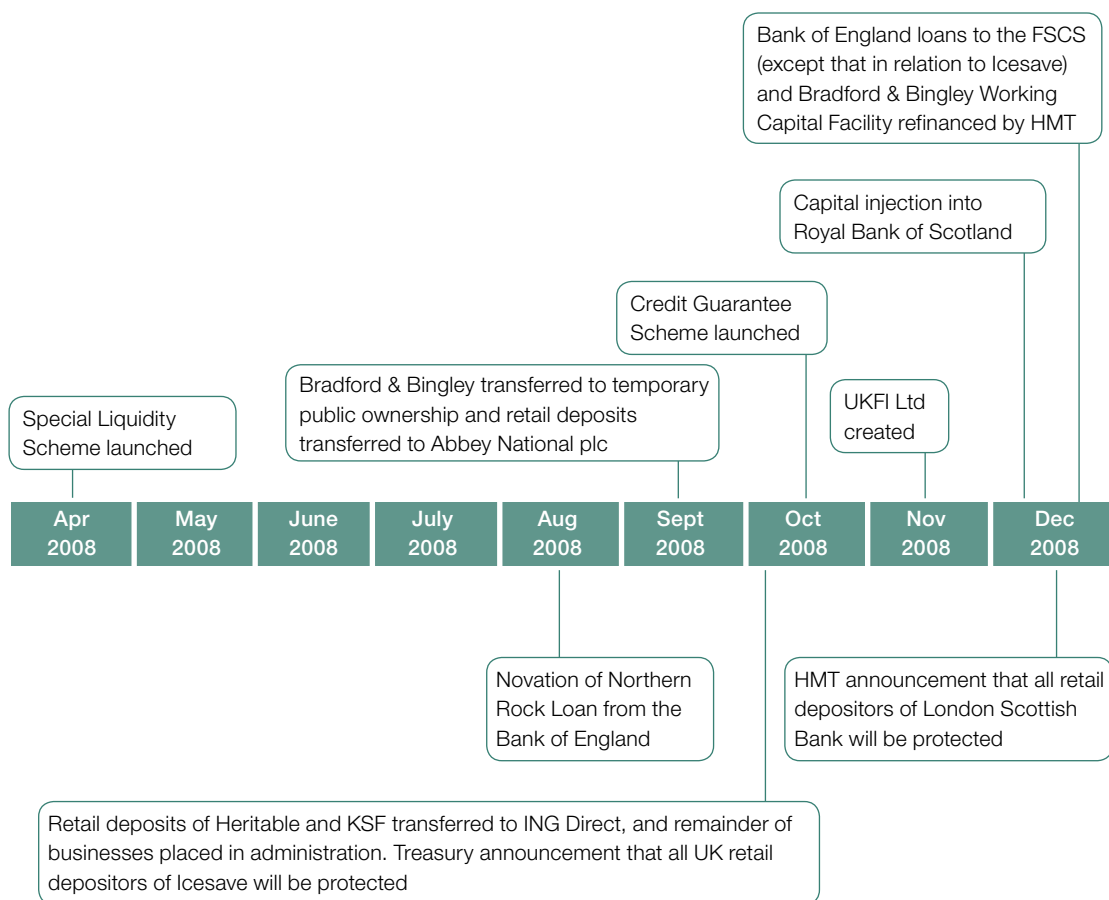 Bank of England loans to the FSCS
(except that in relation to Icesave)
and Bradford & Bingley Working
Capital Facility refinanced by HMT
Capital injection into
Royal Bank of Scotland
Credit Guarantee
Scheme launched
Bradford & Bingley transferred to temporary
public ownership and retail deposits
transferred to Abbey National plc
UKFI Ltd
created
Special Liquidity
Scheme launched
Apr
2008
May
2008
June
2008
July
2008
Aug
2008
Sept
2008
Oct
2008
Nov
2008
Dec
2008
Novation of Northern
Rock Loan from the
Bank of England
HMT announcement that all retail
depositors of London Scottish
Bank will be protected
Retail deposits of Heritable and KSF transferred to ING Direct, and remainder of
businesses placed in administration. Treasury announcement that all UK retail
depositors of Icesave will be protected